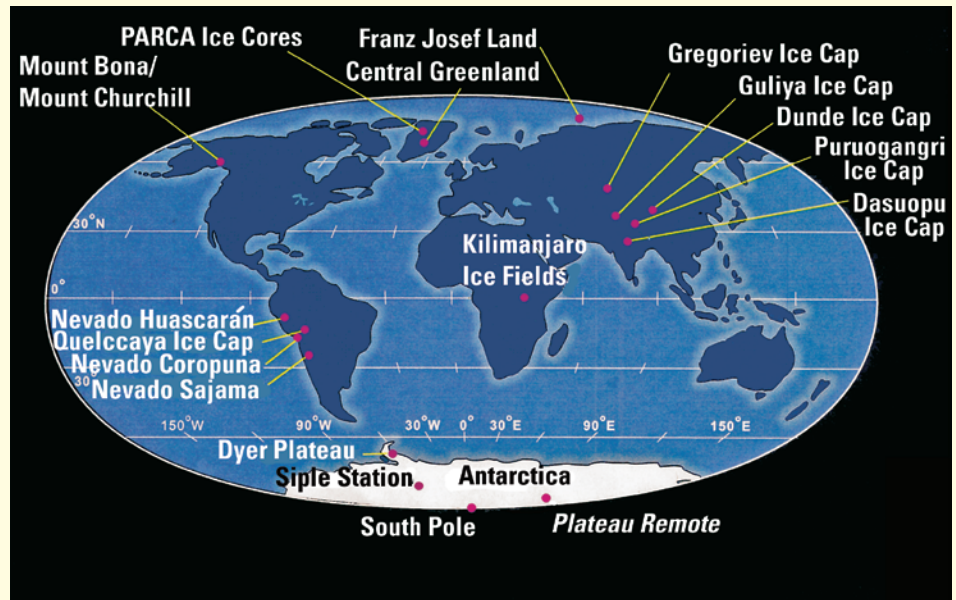 PARCA Ice Cores
Franz Josef Land
Central Greenland
Mount Bona/
Mount Churchill
Gregoriev Ice Cap
Guliya Ice Cap
Dunde Ice Cap
Puruogangri
Ice Cap
Dasuopu
Ice Cap
30°N
Kilimanjaro
Ice Fields
0°
Nevado Huascarán
Quelccaya Ice Cap
Nevado Coropuna
30°
Nevado Sajama
150°W
90°W
30°W
0°
30°E
90°E
150°E
Dyer Plateau
Siple Station
Antarctica
South Pole
Plateau Remote